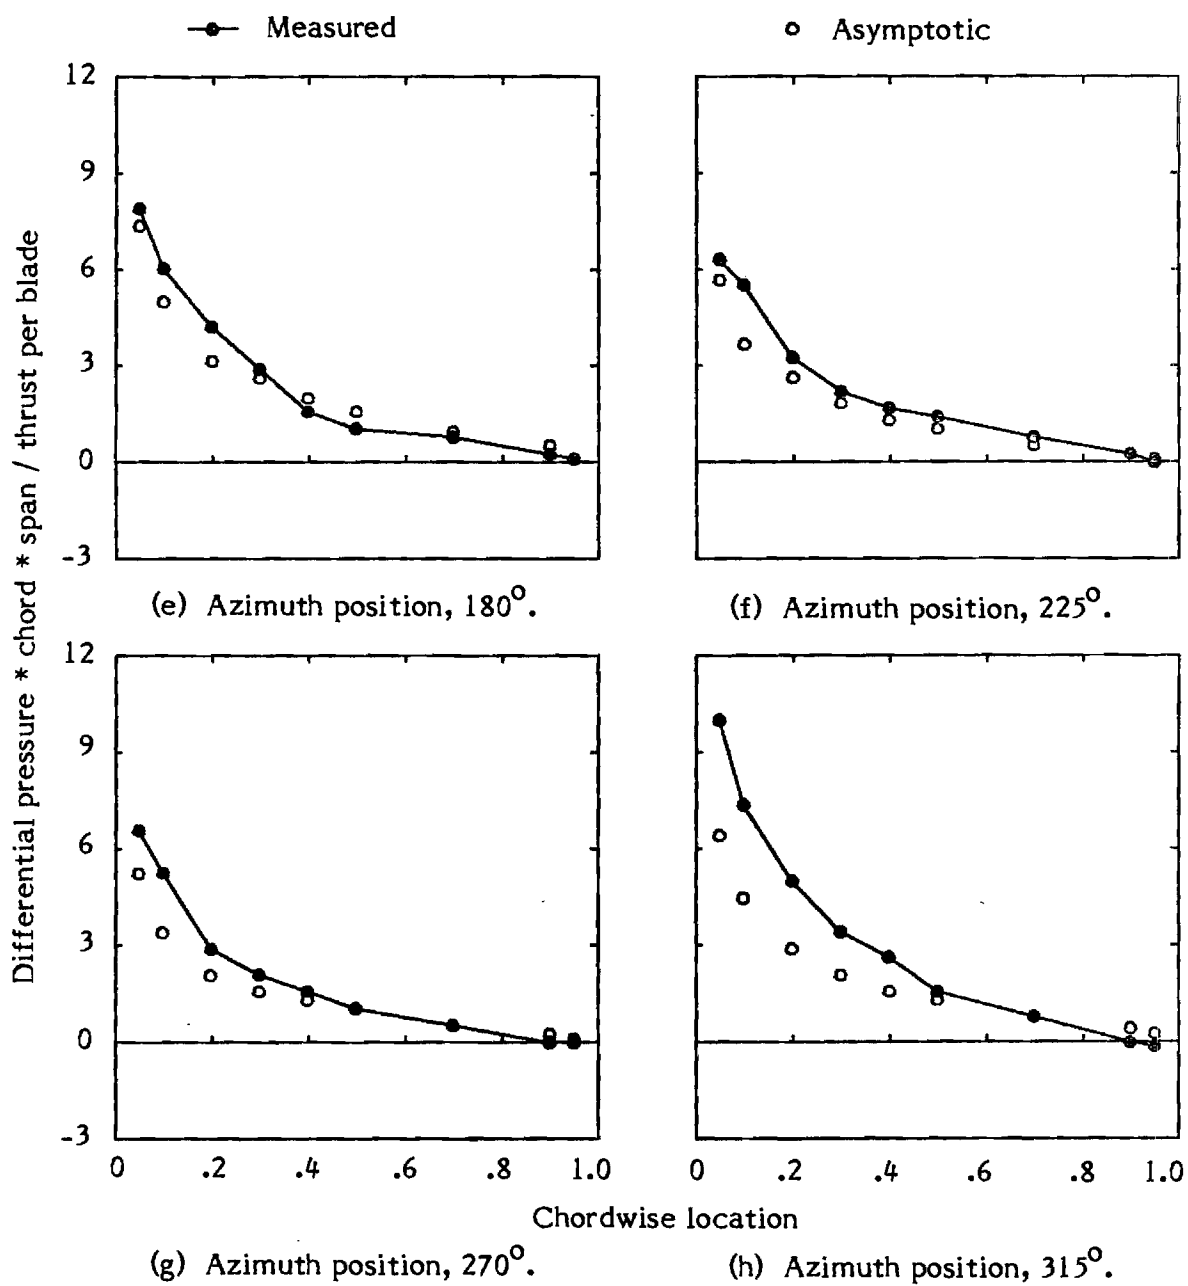 Measured
Asymptotic
Differential pressure * chord * span / thrust per blade
12
9
6
3
0
-3
(e) Azimuth position, 180°.
(f) Azimuth position, 225°.
12
9
6
3
0
-3
0 .2 .4 .6 .8 1.0
0 .2 .4 .6 .8 1.0
Chordwise location
(g) Azimuth position, 270°.
(h) Azimuth position, 315°.